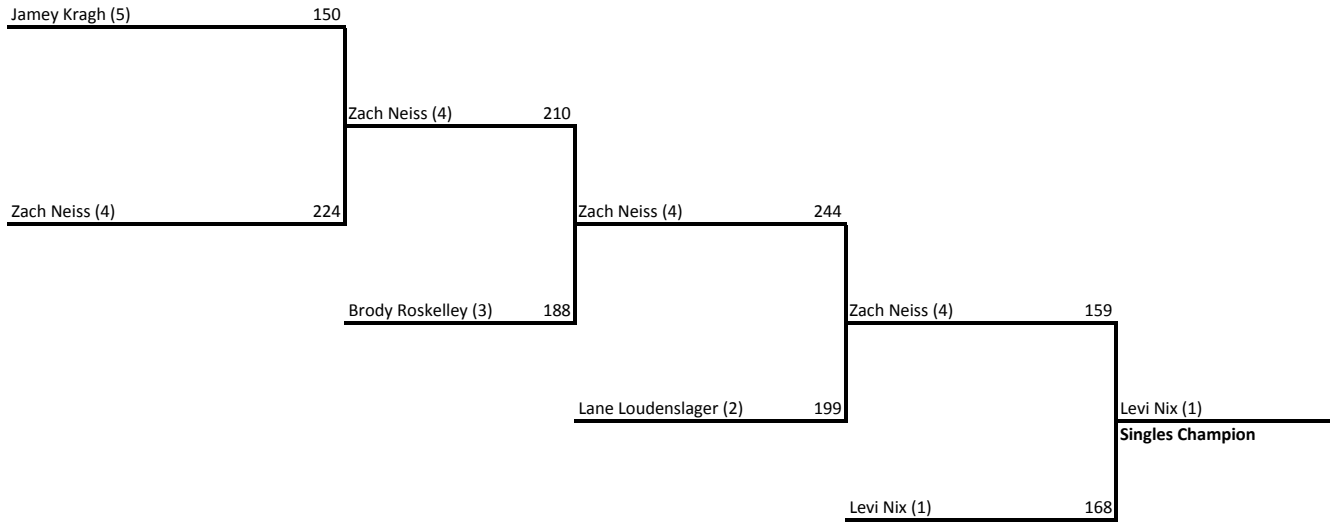 Jamey Kragh (5) 150
Zach Neiss (4) 210
Zach Neiss (4) 224
Zach Neiss (4) 244
Brody Roskelley (3) 188
Zach Neiss (4) 159
Lane Loudenslager (2) 199
Levi Nix (1)
Singles Champion
Levi Nix (1) 168